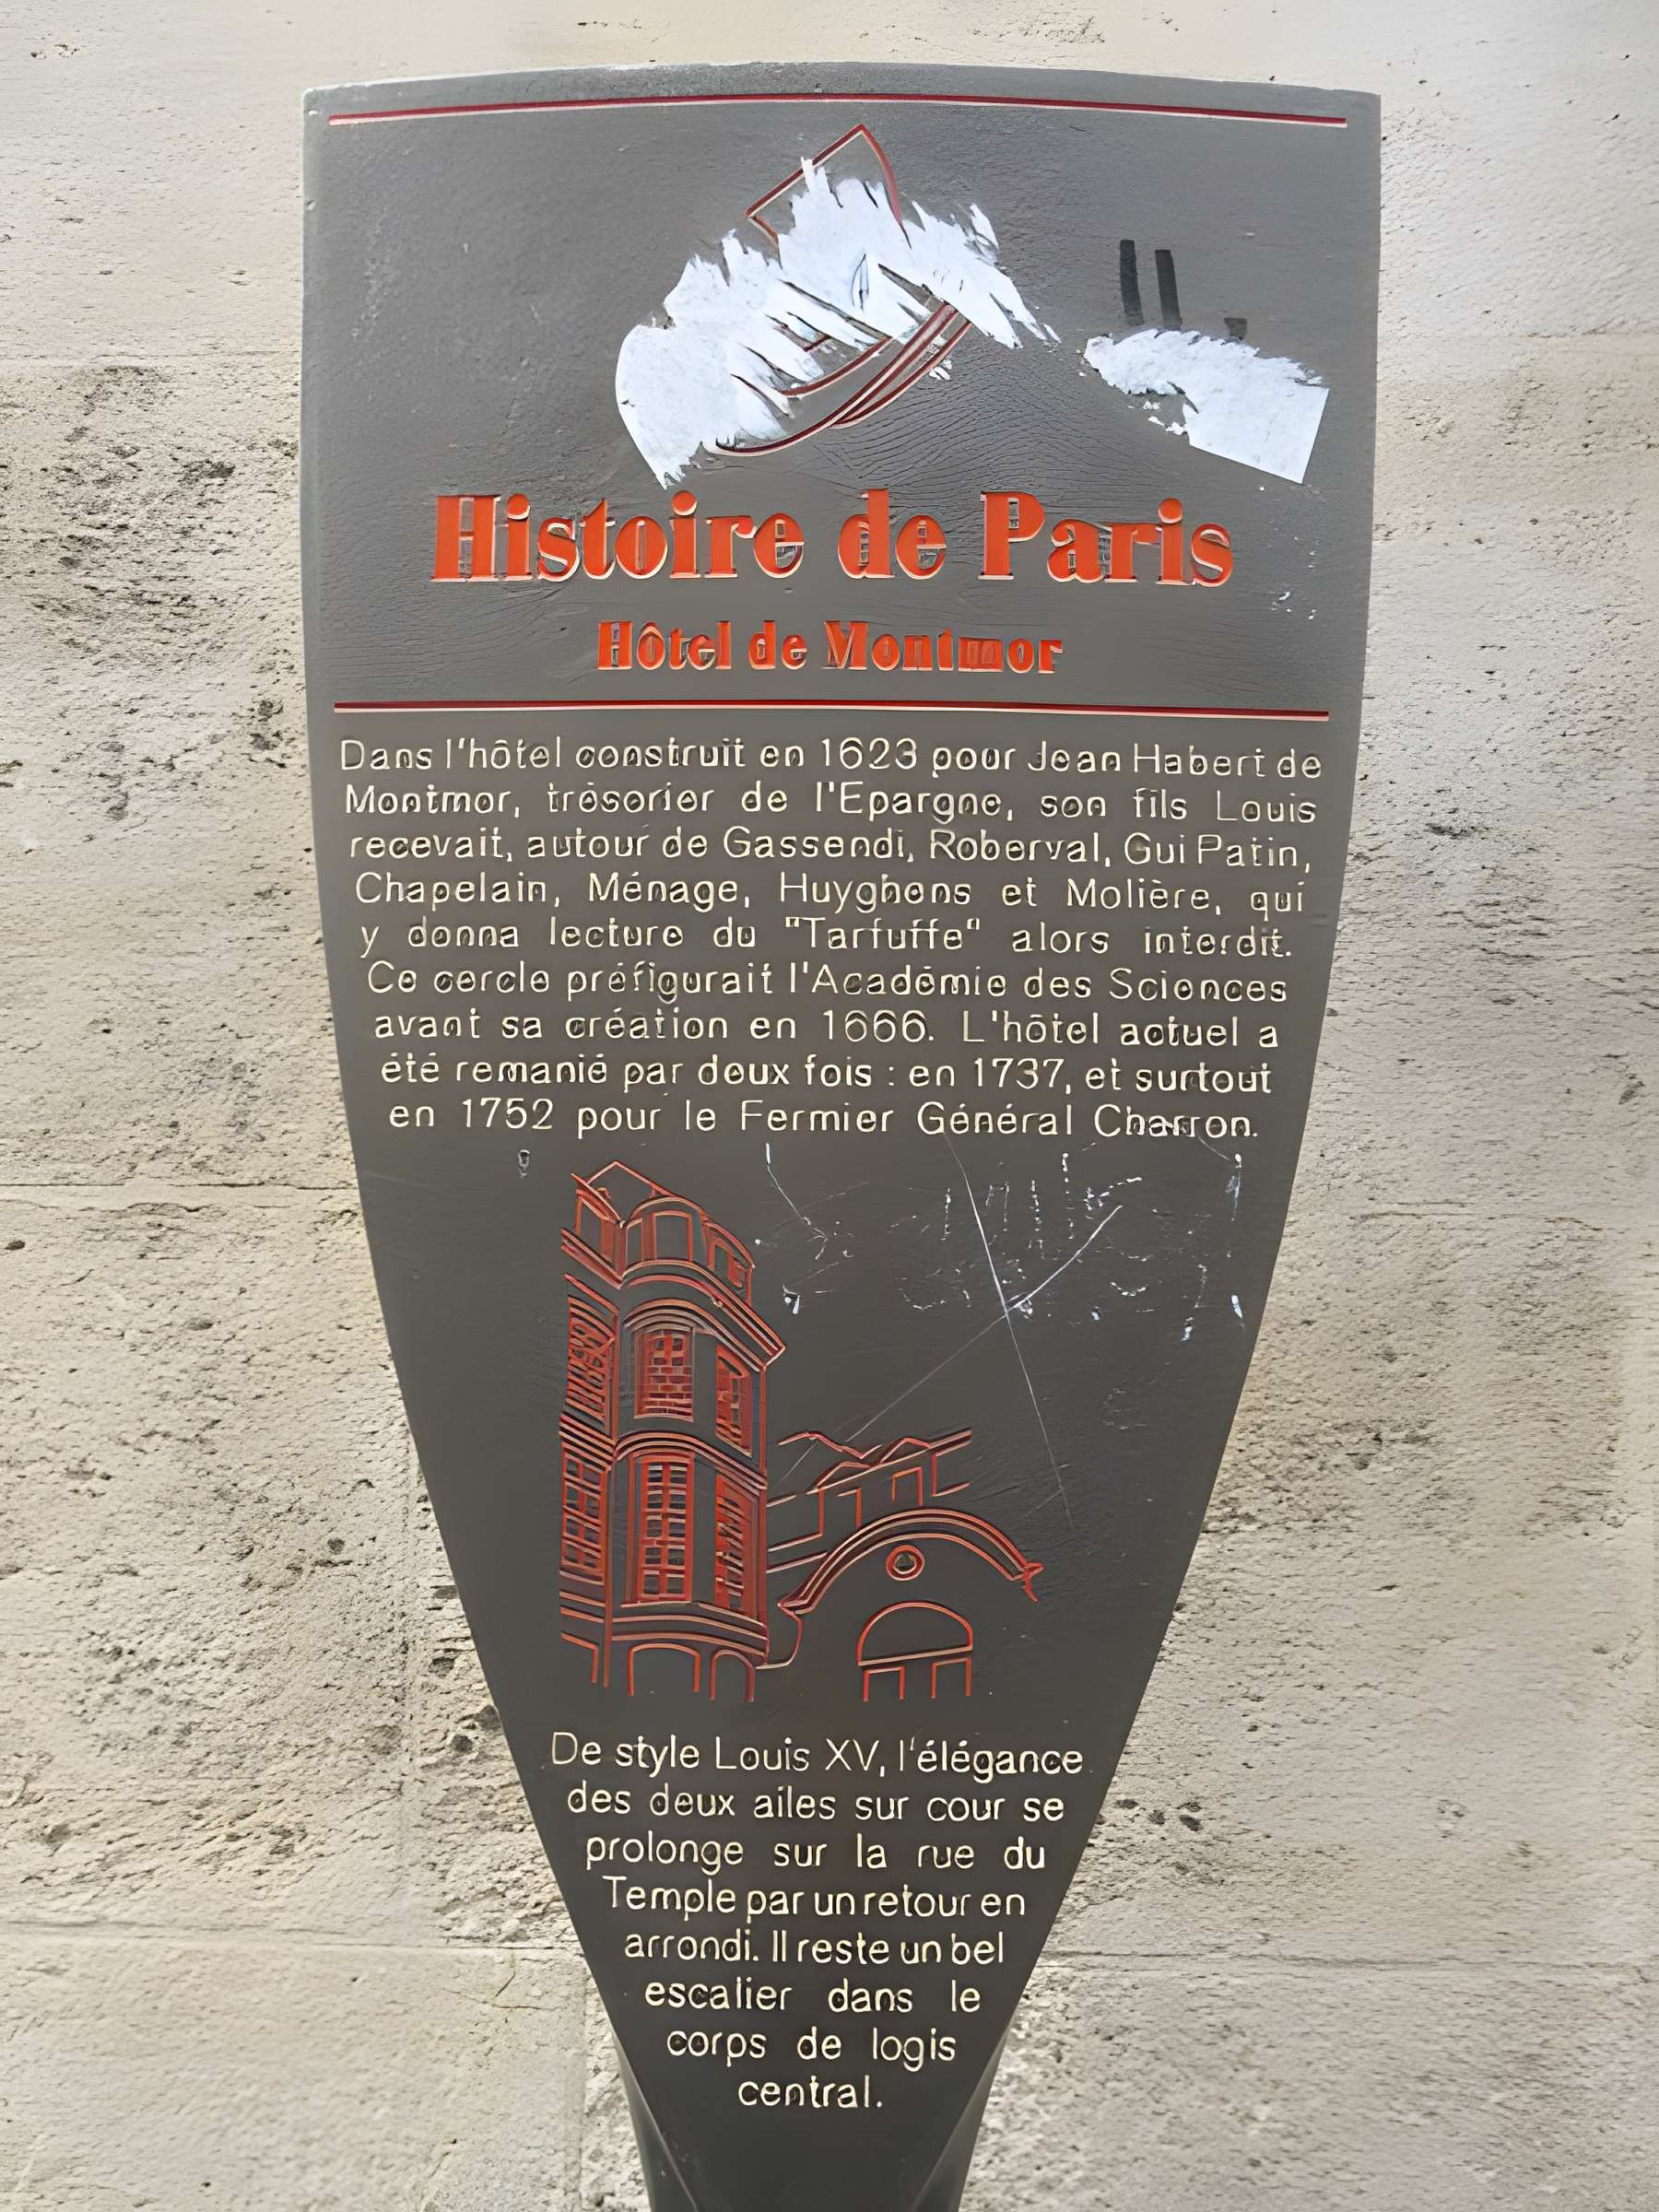 Histoire de Paris
Hôtel de Montmor
Dans l'hôtel construit en 1623 pour Jean Habert de
Montmor, trésorier de l'Epargne, son fils Louis
recevait, autour de Gassendi, Roberval, Gui Patin,
Chapelain, Ménage, Huyghens et Molière, qui
y donna lecture du "Tartuffe" alors interdit.
Ce cercle préfigurait l'Académie des Sciences
avant sa création en 1666. L'hôtel actuel a
été remanié par deux fois : en 1737, et surtout
en 1752 pour le Fermier Général Charron.
De style Louis XV, l'élégance
des deux ailes sur cour se
prolonge sur la rue du
Temple par un retour en
arrondi. Il reste un bel
escalier dans le
corps de logis
central.